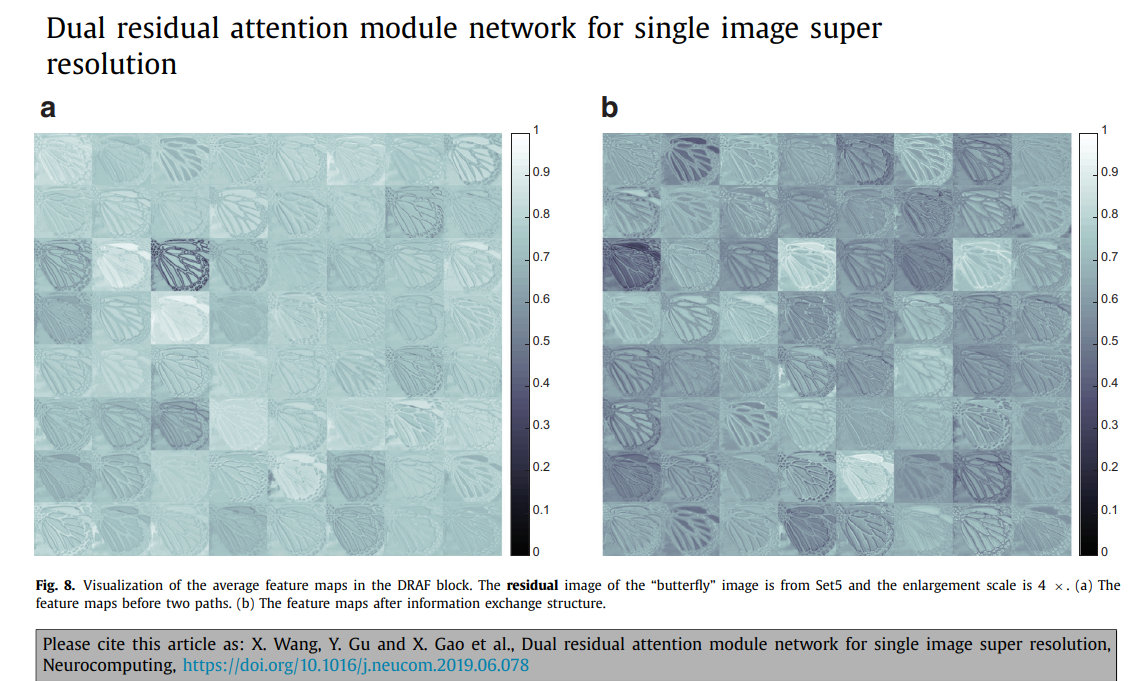 Dual residual attention module network for single image super
resolution
a
b
1
0.9
0.8
0.7
0.6
0.5
0.4
0.3
0.2
0.1
0
1
0.9
0.8
0.7
0.6
0.5
0.4
0.3
0.2
0.1
0
Fig. 8. Visualization of the average feature maps in the DRAF block. The residual image of the “butterfly” image is from Set5 and the enlargement scale is 4 ×. (a) The
feature maps before two paths. (b) The feature maps after information exchange structure.
Please cite this article as: X. Wang, Y. Gu and X. Gao et al., Dual residual attention module network for single image super resolution,
Neurocomputing, https://doi.org/10.1016/j.neucom.2019.06.078